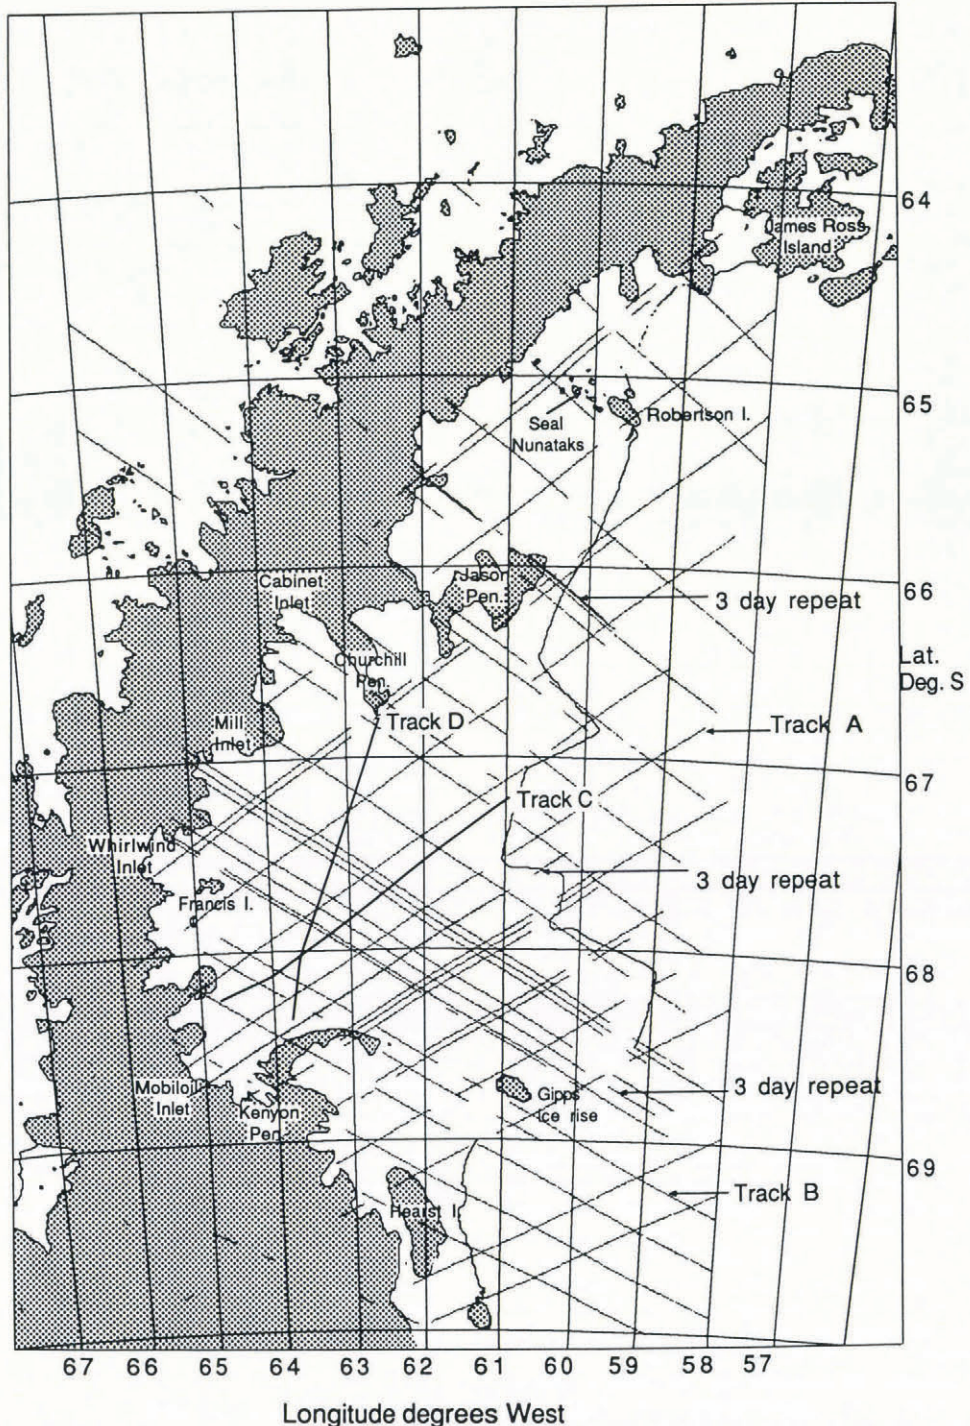 64
James Ross
Island
65
Seal
Nunataks
Robertson I.
Cabinet
Inlet
Jason
Pen.
66
3 day repeat
Churchill
Pen.
Lat.
Deg. S
Mill
Inlet
Track D
Track A
67
Track C
Whirlwind
Inlet
3 day repeat
Francis I.
68
Mobiloil
Inlet
Kenyon
Pen.
Gipps
ice rise
3 day repeat
69
Track B
Hearst I.
67 66 65 64 63 62 61 60 59 58 57
Longitude degrees West